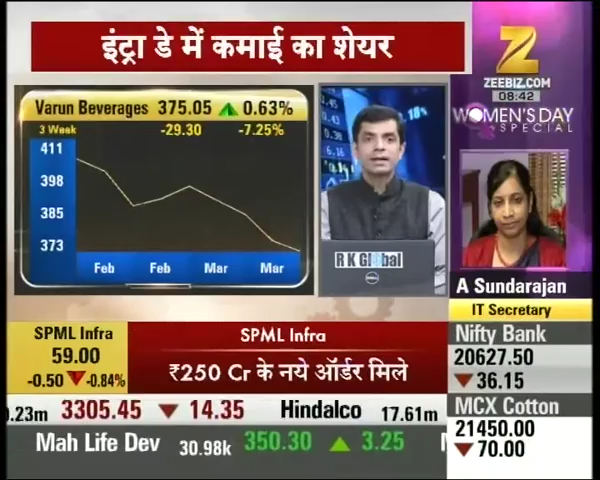 इंट्रा डे में कमाई का शेयर
Z
ZEEBIZ.COM
08:42
WOMEN'S DAY
SPECIAL
Varun Beverages 375.05 0.63%
3 Week -29.30 -7.25%
411
398
385
373
Feb Feb Mar Mar
R K Global
A Sundarajan
IT Secretary
SPML Infra
59.00
-0.50 -0.84%
SPML Infra
₹250 Cr के नये ऑर्डर मिले
Nifty Bank
20627.50
36.15
MCX Cotton
21450.00
70.00
0.23m 3305.45 14.35 Hindalco 17.61m
Mah Life Dev 30.98k 350.30 3.25